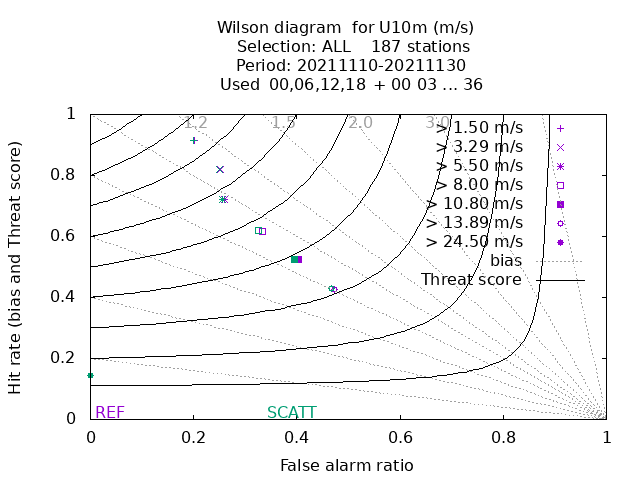 Wilson diagram  for U10m (m/s)
Selection: ALL    187 stations
Period: 20211110-20211130
Used  00,06,12,18  + 00 03 ... 36
1.2 1.5 2.0 3.0
> 1.50 m/s
> 3.29 m/s
> 5.50 m/s
> 8.00 m/s
> 10.80 m/s
> 13.89 m/s
> 24.50 m/s
bias
Threat score
1
0.8
0.6
0.4
0.2
0
Hit rate (bias and Threat score)
REF SCATT
0 0.2 0.4 0.6 0.8 1
False alarm ratio